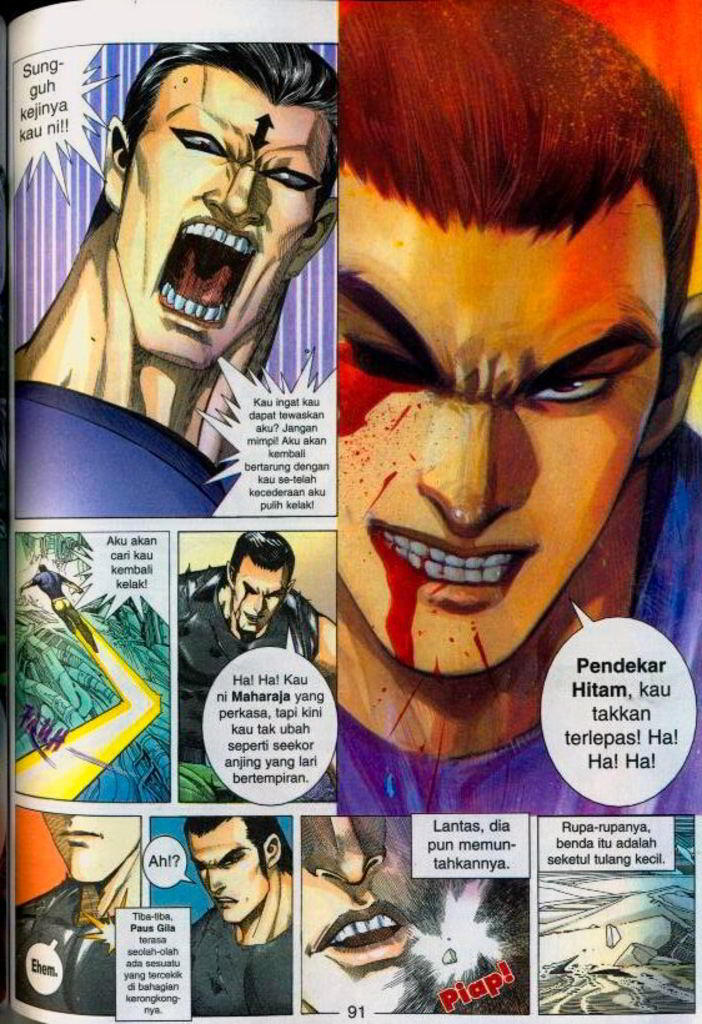 Sung-
guh
kejinya
kau ni!!
Kau ingat kau
dapat tewaskan
aku? Jangan
mimpi! Aku akan
kembali
bertarung dengan
kau se-telah
kecederaan aku
pulih kelak!
Pendekar
Hitam, kau
takkan
terlepas! Ha!
Ha! Ha!
Aku akan
cari kau
kembali
kelak!
Ha! Ha! Kau
ni Maharaja yang
perkasa, tapi kini
kau tak ubah
seperti seekor
anjing yang lari
bertempiran.
Ehem.
Ah!?
Tiba-tiba,
Paus Gila
terasa
seolah-olah
ada sesuatu
yang tercekik
di bahagian
kerongkong-
nya.
Lantas, dia
pun memun-
tahkannya.
Piap!
Rupa-rupanya,
benda itu adalah
seketul tulang kecil.
91